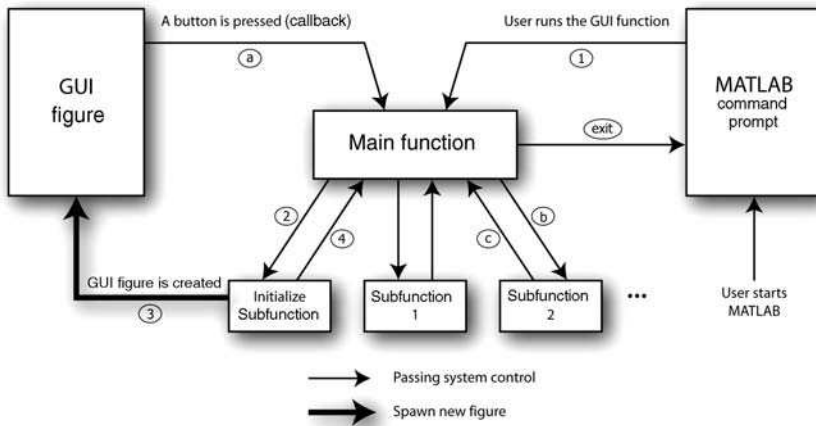 A button is pressed (callback)
User runs the GUI function
a
1
GUI
figure
MATLAB
command
prompt
Main function
exit
2
4
c
b
GUI figure is created
3
Initialize
Subfunction
Subfunction
1
Subfunction
2
...
User starts
MATLAB
Passing system control
Spawn new figure